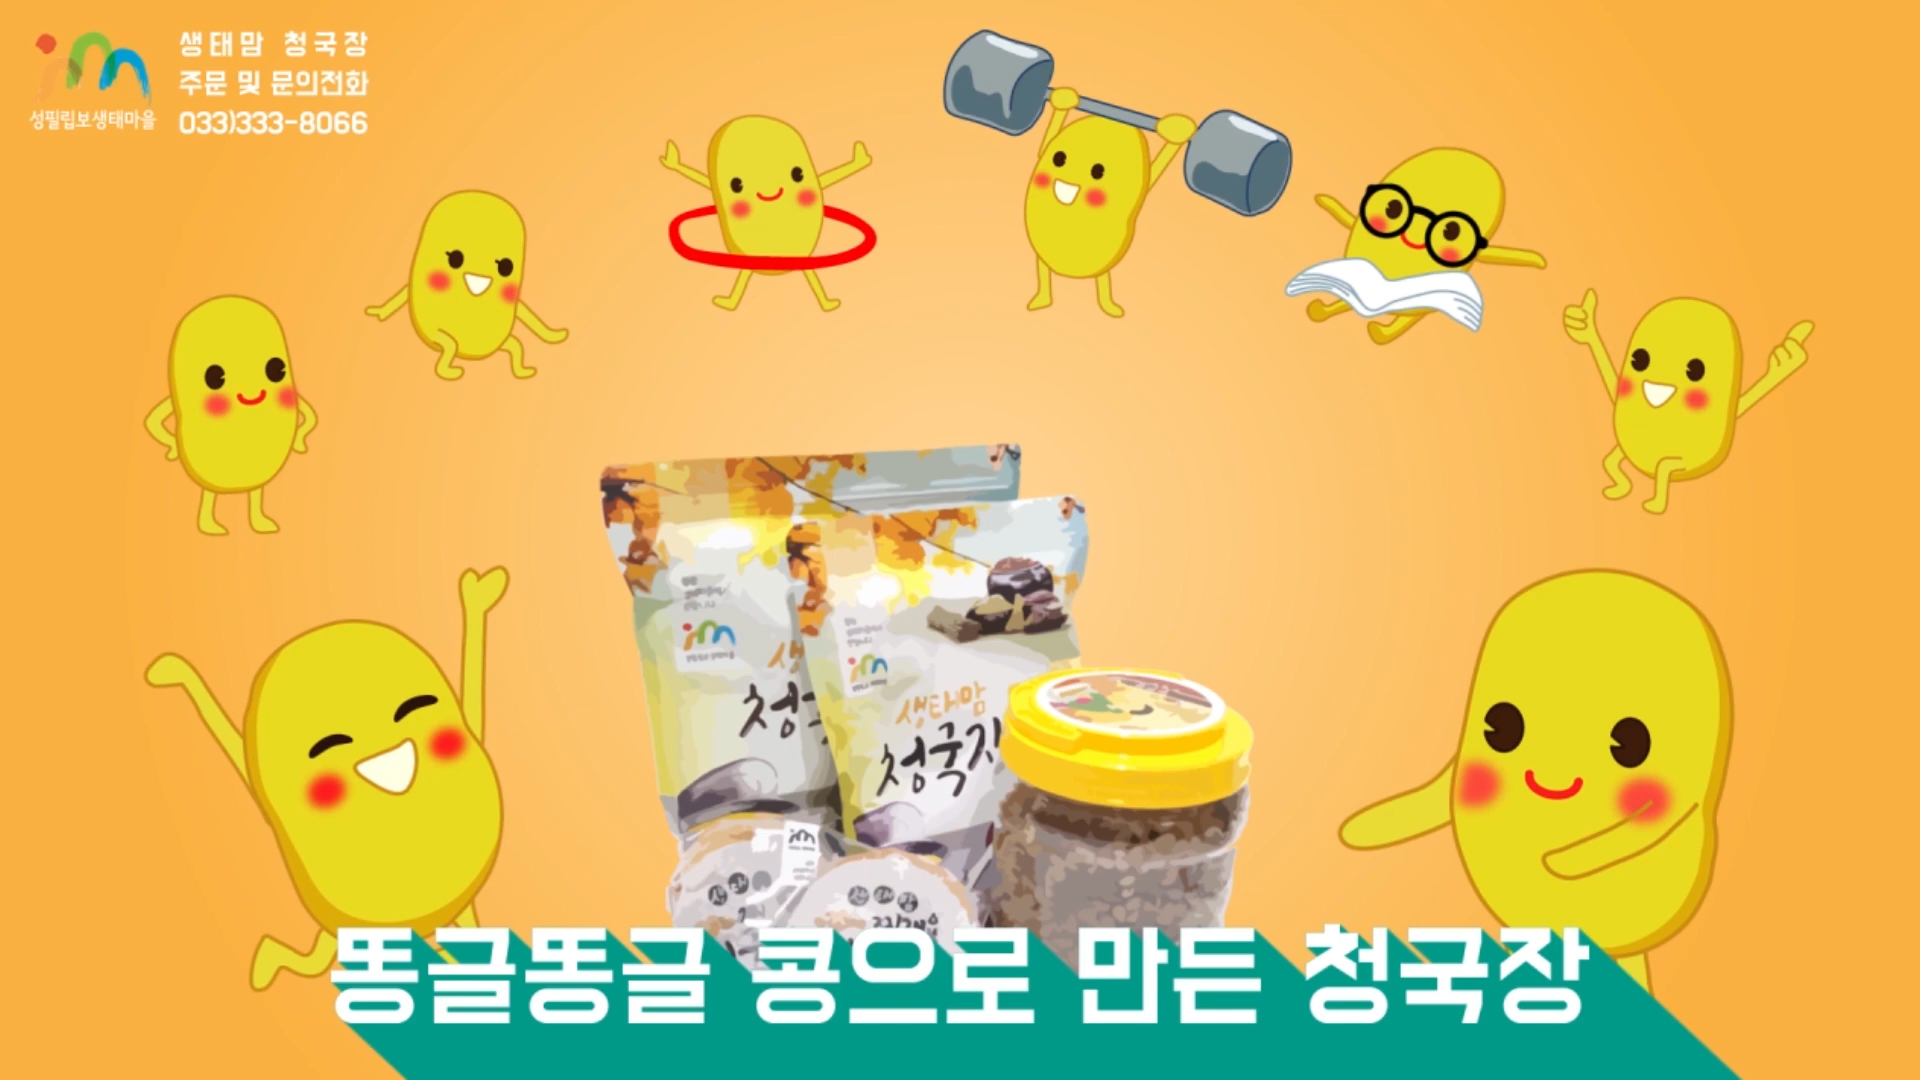 생태맘 청국장
주문 및 문의전화
033)333-8066
성필립보생태마을
생태맘
청국장
똥글똥글 콩으로 만든 청국장